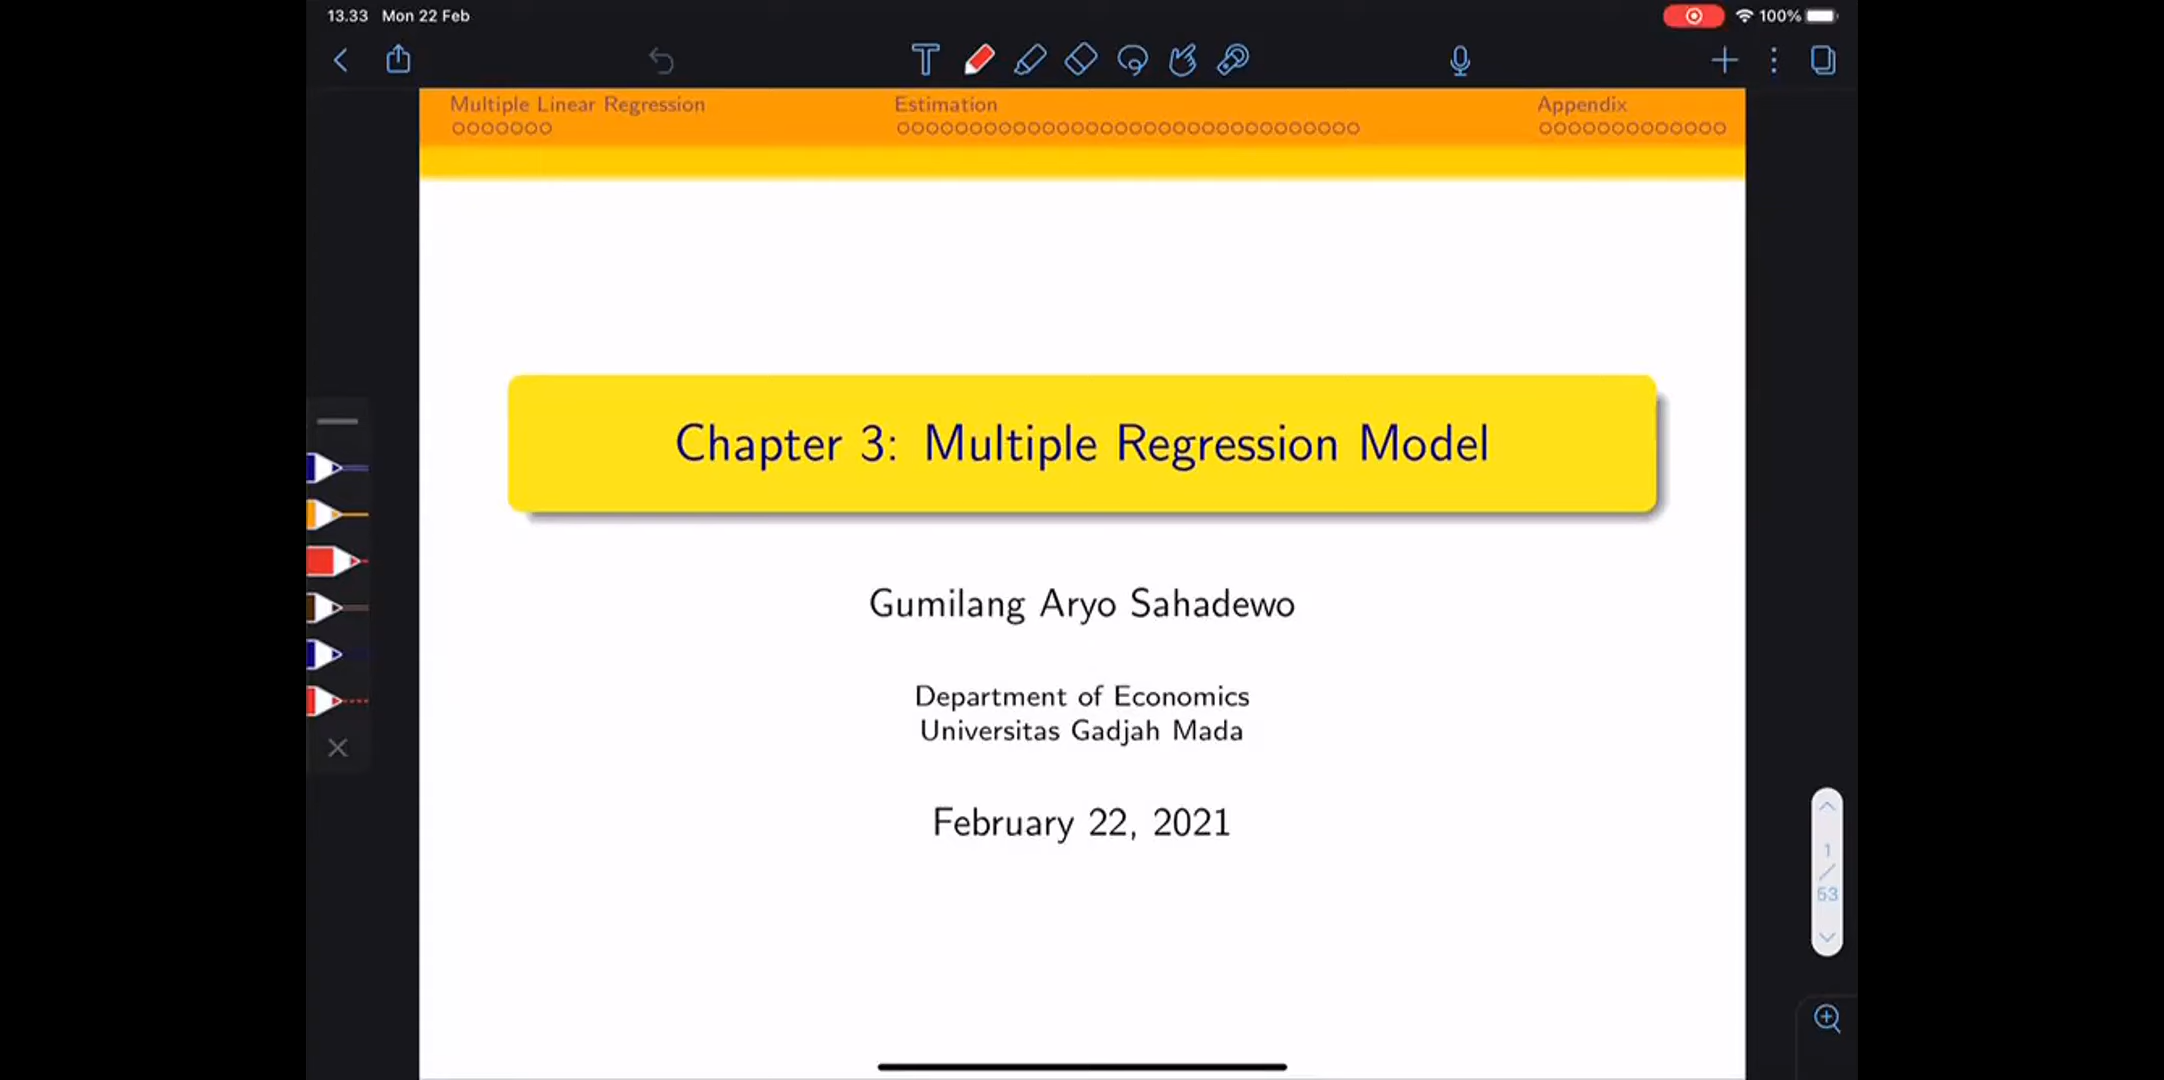 13.33 Mon 22 Feb
100%
Multiple Linear Regression
Estimation
Appendix
Chapter 3: Multiple Regression Model
Gumilang Aryo Sahadewo
Department of Economics
Universitas Gadjah Mada
February 22, 2021
1
/
53